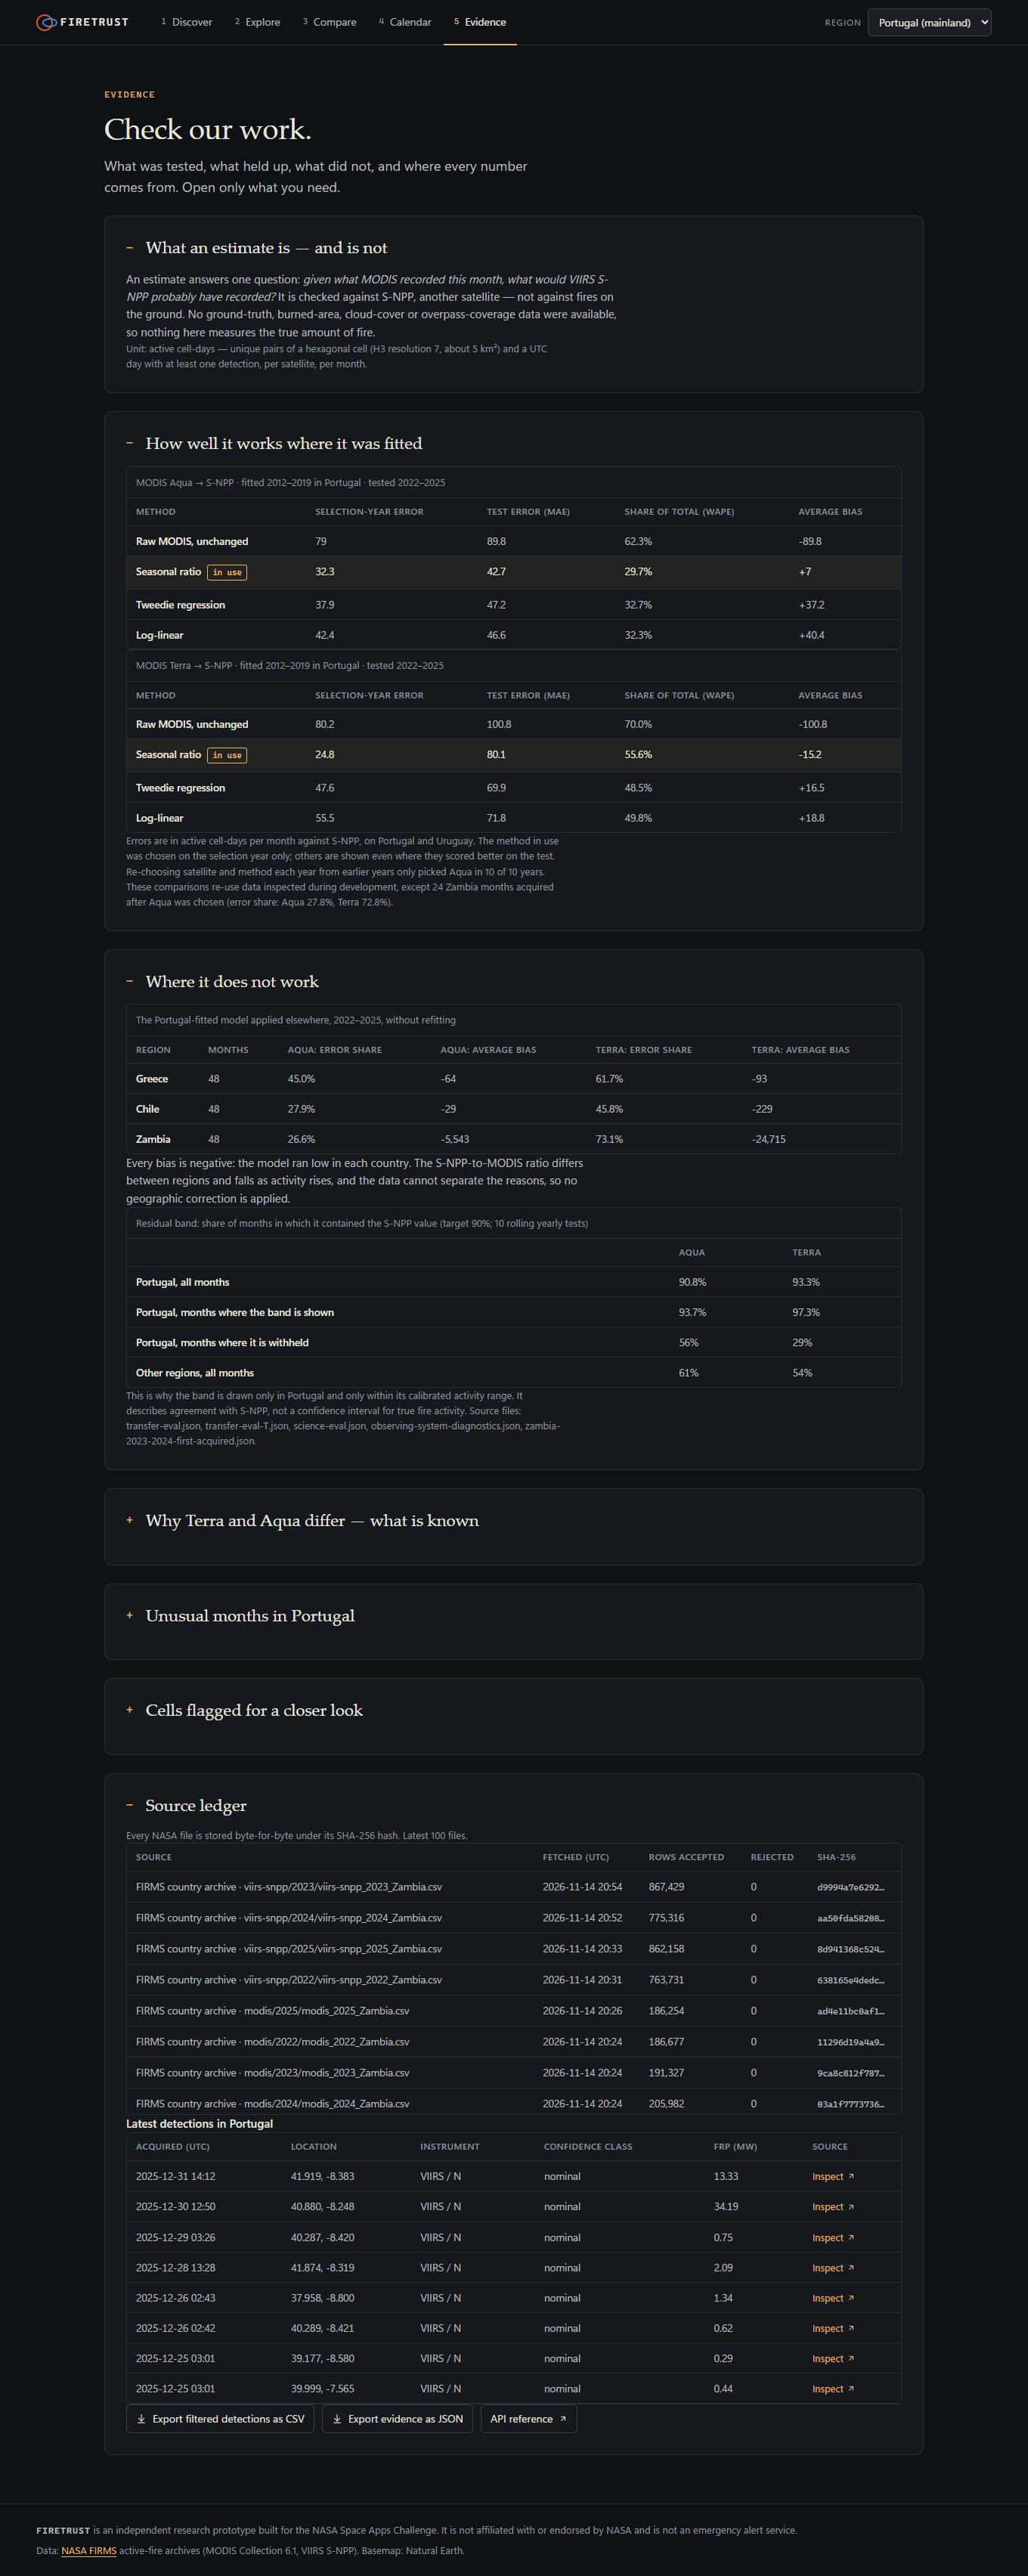 FIRETRUST
1 Discover 2 Explore 3 Compare 4 Calendar 5 Evidence
REGION Portugal (mainland)
EVIDENCE
Check our work.
What was tested, what held up, what did not, and where every number
comes from. Open only what you need.
– What an estimate is — and is not
An estimate answers one question: given what MODIS recorded this month, what would VIIRS S-
NPP probably have recorded? It is checked against S-NPP, another satellite — not against fires on
the ground. No ground-truth, burned-area, cloud-cover or overpass-coverage data were available,
so nothing here measures the true amount of fire.
Unit: active cell-days — unique pairs of a hexagonal cell (H3 resolution 7, about 5 km²) and a UTC
day with at least one detection, per satellite, per month.
– How well it works where it was fitted
MODIS Aqua → S-NPP · fitted 2012–2019 in Portugal · tested 2022–2025
METHOD SELECTION-YEAR ERROR TEST ERROR (MAE) SHARE OF TOTAL (WAPE) AVERAGE BIAS
Raw MODIS, unchanged 79 89.8 62.3% -89.8
Seasonal ratio in use 32.3 42.7 29.7% +7
Tweedie regression 37.9 47.2 32.7% +37.2
Log-linear 42.4 46.6 32.3% +40.4
MODIS Terra → S-NPP · fitted 2012–2019 in Portugal · tested 2022–2025
METHOD SELECTION-YEAR ERROR TEST ERROR (MAE) SHARE OF TOTAL (WAPE) AVERAGE BIAS
Raw MODIS, unchanged 80.2 100.8 70.0% -100.8
Seasonal ratio in use 24.8 80.1 55.6% -15.2
Tweedie regression 47.6 69.9 48.5% +16.5
Log-linear 55.5 71.8 49.8% +18.8
Errors are in active cell-days per month against S-NPP, on Portugal and Uruguay. The method in use
was chosen on the selection year only; others are shown even where they scored better on the test.
Re-choosing satellite and method each year from earlier years only picked Aqua in 10 of 10 years.
These comparisons re-use data inspected during development, except 24 Zambia months acquired
after Aqua was chosen (error share: Aqua 27.8%, Terra 72.8%).
– Where it does not work
The Portugal-fitted model applied elsewhere, 2022–2025, without refitting
REGION MONTHS AQUA: ERROR SHARE AQUA: AVERAGE BIAS TERRA: ERROR SHARE TERRA: AVERAGE BIAS
Greece 48 45.0% -64 61.7% -93
Chile 48 27.9% -29 45.8% -229
Zambia 48 26.6% -5,543 73.1% -24,715
Every bias is negative: the model ran low in each country. The S-NPP-to-MODIS ratio differs
between regions and falls as activity rises, and the data cannot separate the reasons, so no
geographic correction is applied.
Residual band: share of months in which it contained the S-NPP value (target 90%; 10 rolling yearly tests)
AQUA TERRA
Portugal, all months 90.8% 93.3%
Portugal, months where the band is shown 93.7% 97.3%
Portugal, months where it is withheld 56% 29%
Other regions, all months 61% 54%
This is why the band is drawn only in Portugal and only within its calibrated activity range. It
describes agreement with S-NPP, not a confidence interval for true fire activity. Source files:
transfer-eval.json, transfer-eval-T.json, science-eval.json, observing-system-diagnostics.json, zambia-
2023-2024-first-acquired.json.
+ Why Terra and Aqua differ — what is known
+ Unusual months in Portugal
+ Cells flagged for a closer look
– Source ledger
Every NASA file is stored byte-for-byte under its SHA-256 hash. Latest 100 files.
SOURCE FETCHED (UTC) ROWS ACCEPTED REJECTED SHA-256
FIRMS country archive · viirs-snpp/2023/viirs-snpp_2023_Zambia.csv 2026-11-14 20:54 867,429 0 d9994a7e6292…
FIRMS country archive · viirs-snpp/2024/viirs-snpp_2024_Zambia.csv 2026-11-14 20:52 775,316 0 aa50fda58208…
FIRMS country archive · viirs-snpp/2025/viirs-snpp_2025_Zambia.csv 2026-11-14 20:33 862,158 0 8d941368c524…
FIRMS country archive · viirs-snpp/2022/viirs-snpp_2022_Zambia.csv 2026-11-14 20:31 763,731 0 638165e4dedc…
FIRMS country archive · modis/2025/modis_2025_Zambia.csv 2026-11-14 20:26 186,254 0 ad4e11bc0af1…
FIRMS country archive · modis/2022/modis_2022_Zambia.csv 2026-11-14 20:24 186,677 0 11296d19a4a9…
FIRMS country archive · modis/2023/modis_2023_Zambia.csv 2026-11-14 20:24 191,327 0 9ca8c812f787…
FIRMS country archive · modis/2024/modis_2024_Zambia.csv 2026-11-14 20:24 205,982 0 03a1f7773736…
Latest detections in Portugal
ACQUIRED (UTC) LOCATION INSTRUMENT CONFIDENCE CLASS FRP (MW) SOURCE
2025-12-31 14:12 41.919, -8.383 VIIRS / N nominal 13.33 Inspect ↗
2025-12-30 12:50 40.880, -8.248 VIIRS / N nominal 34.19 Inspect ↗
2025-12-29 03:26 40.287, -8.420 VIIRS / N nominal 0.75 Inspect ↗
2025-12-28 13:28 41.874, -8.319 VIIRS / N nominal 2.09 Inspect ↗
2025-12-26 02:43 37.958, -8.800 VIIRS / N nominal 1.34 Inspect ↗
2025-12-26 02:42 40.289, -8.421 VIIRS / N nominal 0.62 Inspect ↗
2025-12-25 03:01 39.177, -8.580 VIIRS / N nominal 0.29 Inspect ↗
2025-12-25 03:01 39.999, -7.565 VIIRS / N nominal 0.44 Inspect ↗
Export filtered detections as CSV Export evidence as JSON API reference ↗
FIRETRUST is an independent research prototype built for the NASA Space Apps Challenge. It is not affiliated with or endorsed by NASA and is not an emergency alert service.
Data: NASA FIRMS active-fire archives (MODIS Collection 6.1, VIIRS S-NPP). Basemap: Natural Earth.